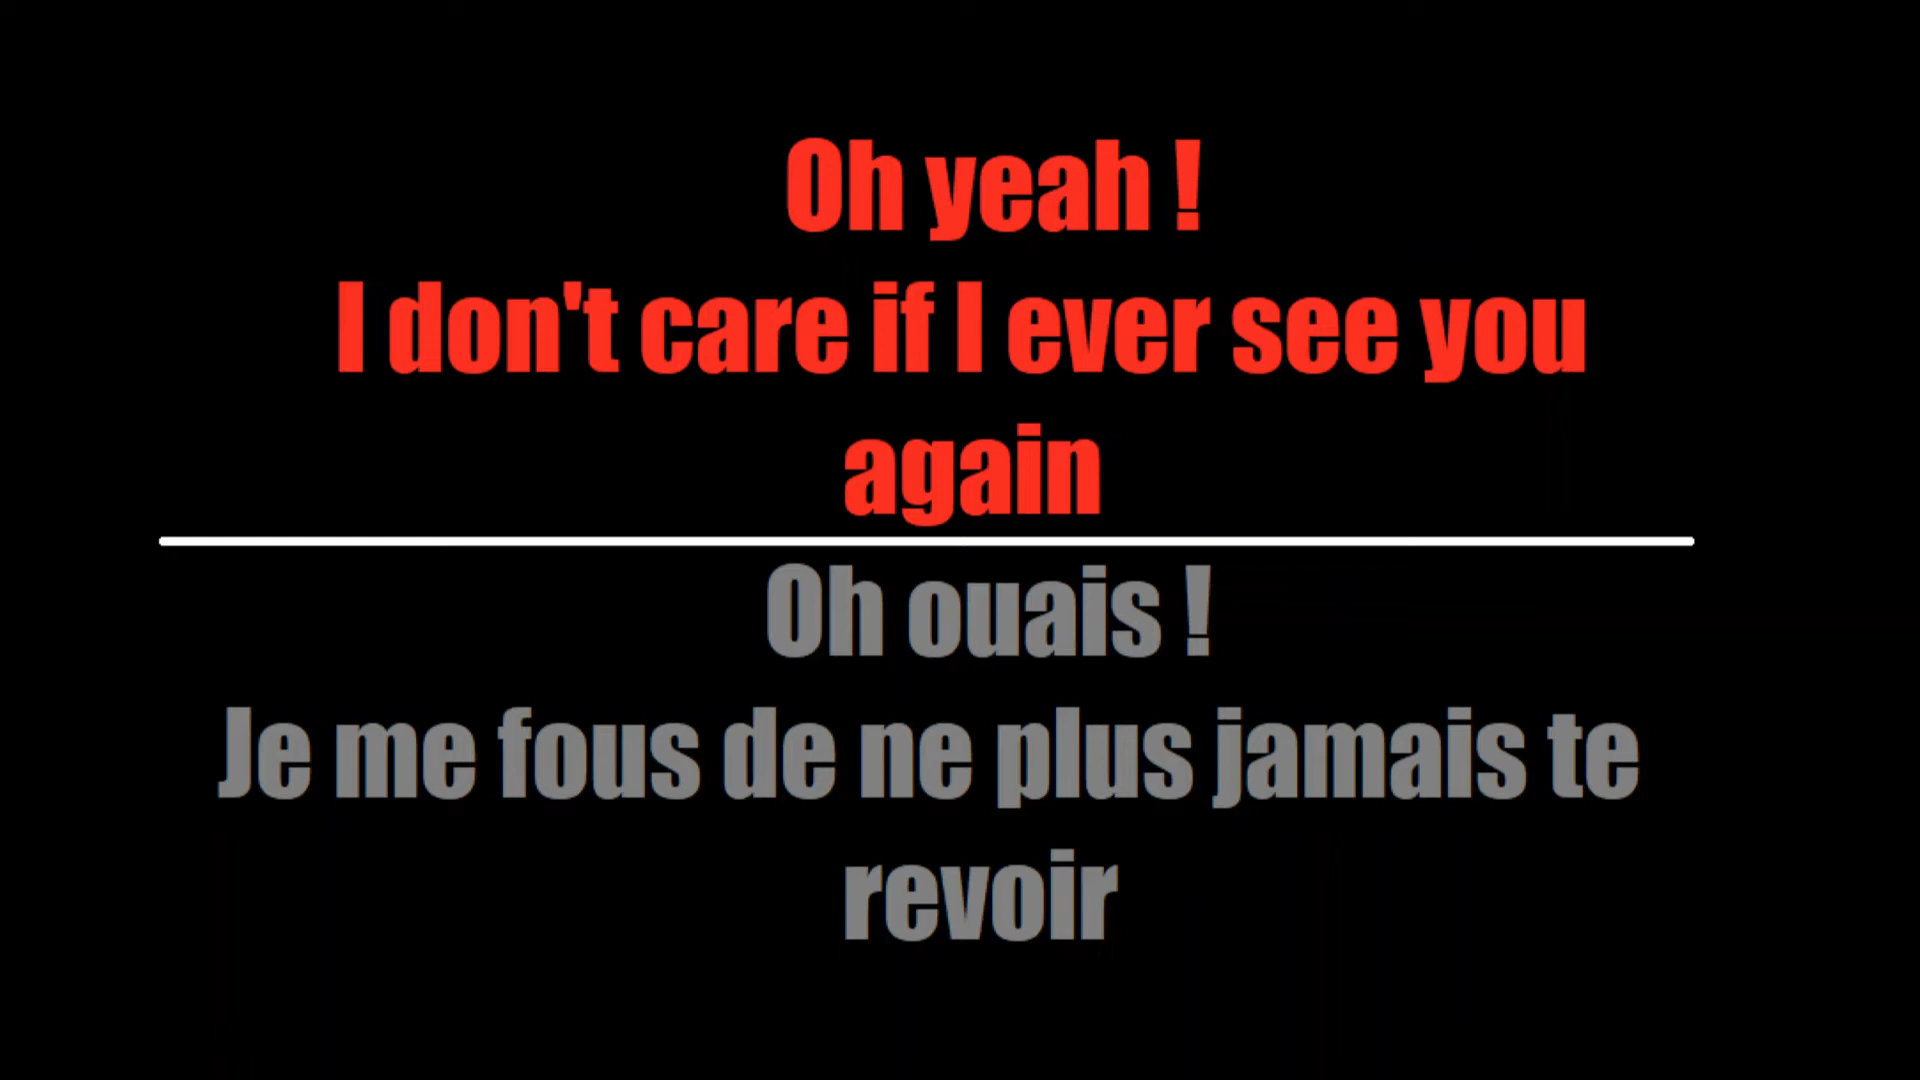 Oh yeah !
I don't care if I ever see you
again
Oh ouais !
Je me fous de ne plus jamais te
revoir